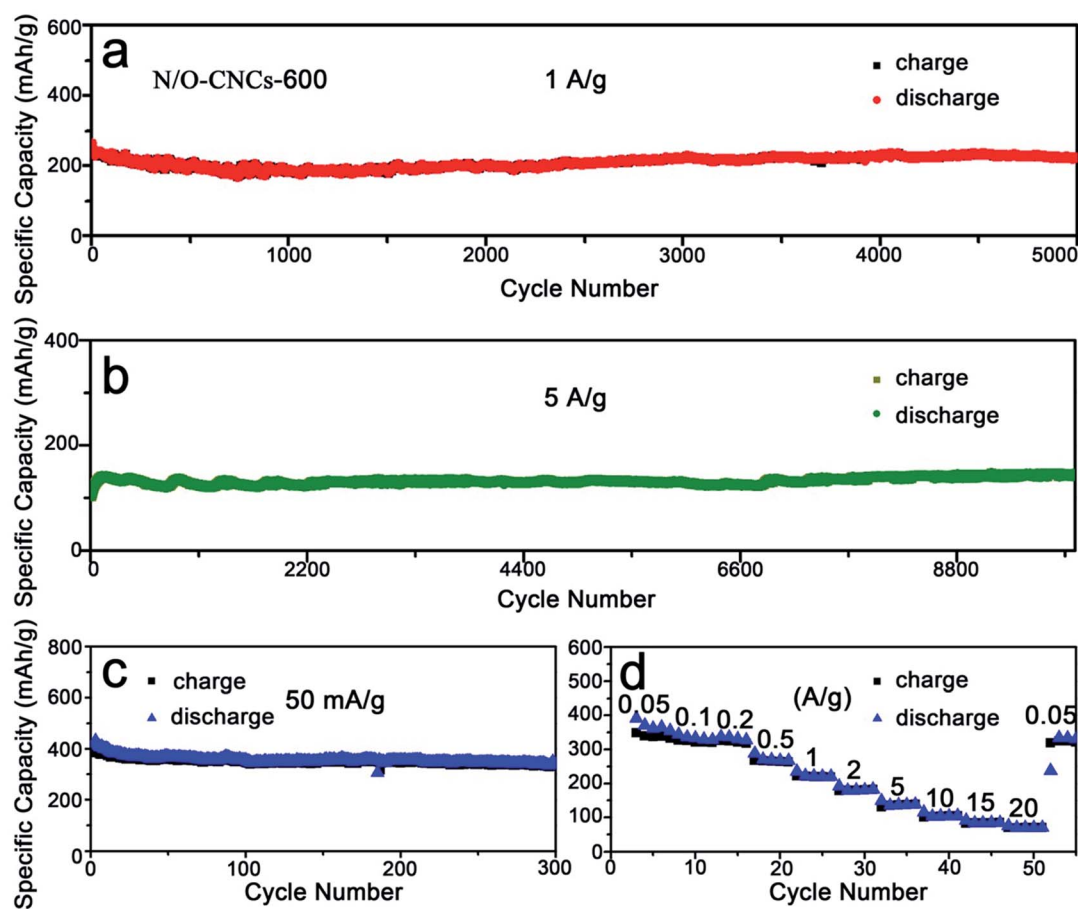 a
N/O-CNCs-600
1 A/g
charge
discharge
Specific Capacity (mAh/g)
600
400
200
0
0 1000 2000 3000 4000 5000
Cycle Number
b
5 A/g
charge
discharge
Specific Capacity (mAh/g)
400
200
0
0 2200 4400 6600 8800
Cycle Number
c
charge
50 mA/g
discharge
Specific Capacity (mAh/g)
800
600
400
200
0
0 100 200 300
Cycle Number
d
charge
(A/g)
discharge
0.05 0.1 0.2 0.5 1 2 5 10 15 20 0.05
600
500
400
300
200
100
0
0 10 20 30 40 50
Cycle Number